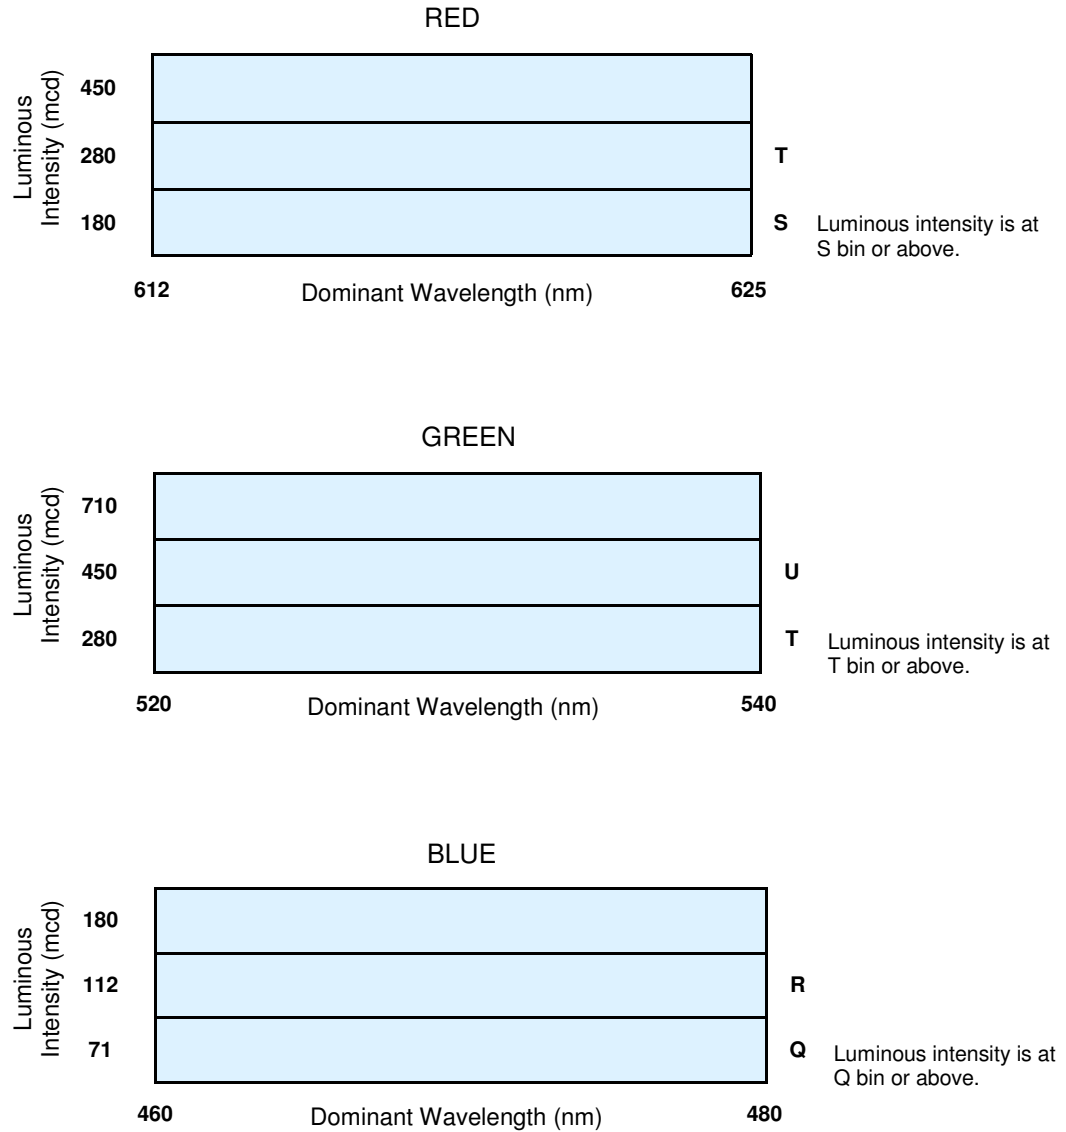 RED
Luminous
Intensity (mcd)
450
280
T
180
S
Luminous intensity is at
S bin or above.
612
Dominant Wavelength (nm)
625
GREEN
Luminous
Intensity (mcd)
710
450
U
280
T
Luminous intensity is at
T bin or above.
520
Dominant Wavelength (nm)
540
BLUE
Luminous
Intensity (mcd)
180
112
R
71
Q
Luminous intensity is at
Q bin or above.
460
Dominant Wavelength (nm)
480